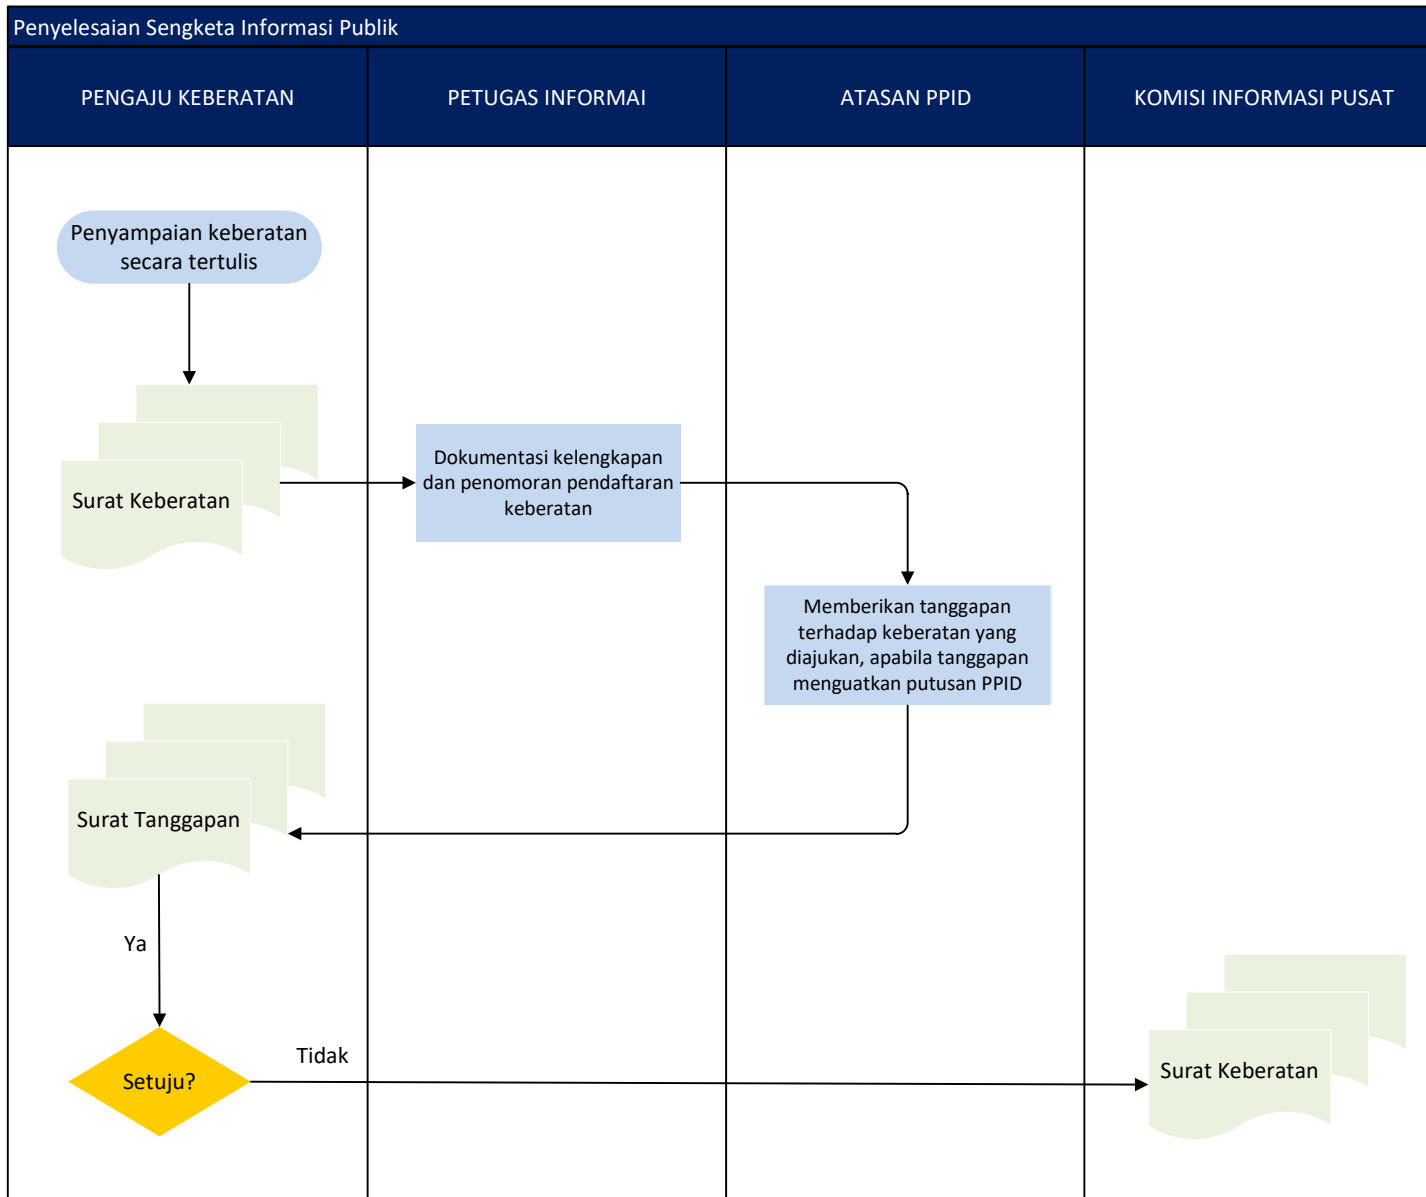 Penyelesaian Sengketa Informasi Publik
PENGAJU KEBERATAN
PETUGAS INFORMAI
ATASAN PPID
KOMISI INFORMASI PUSAT
Penyampaian keberatan
secara tertulis
Surat Keberatan
Dokumentasi kelengkapan
dan penomoran pendaftaran
keberatan
Memberikan tanggapan
terhadap keberatan yang
diajukan, apabila tanggapan
menguatkan putusan PPID
Surat Tanggapan
Ya
Setuju?
Tidak
Surat Keberatan